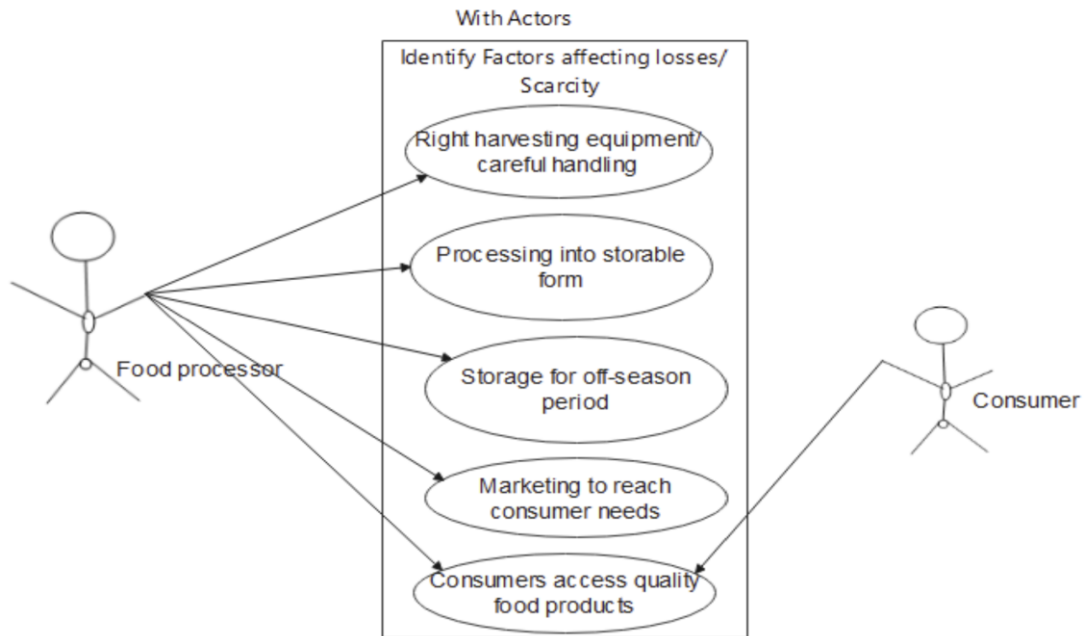 With Actors
Identify Factors affecting losses/
Scarcity
Right harvesting equipment/
careful handling
Processing into storable
form
Food processor
Storage for off-season
period
Consumer
Marketing to reach
consumer needs
Consumers access quality
food products